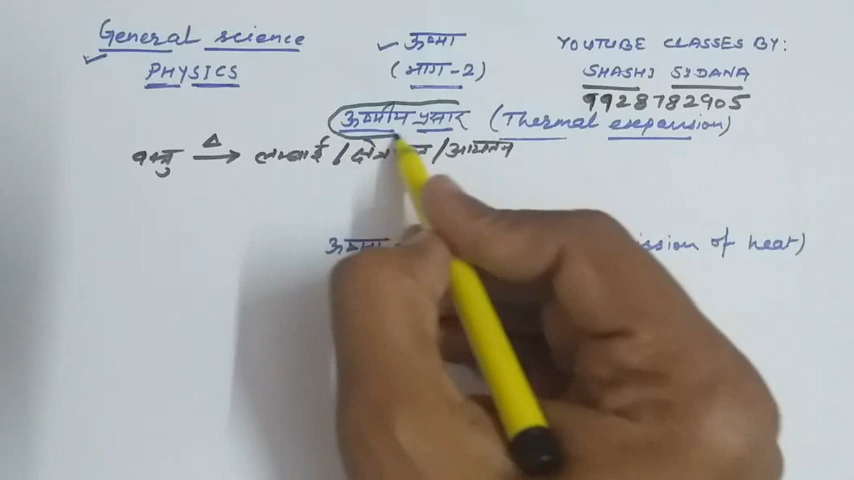 General science
PHYSICS
ऊष्मा
(भाग-2)
YOUTUBE CLASSES BY:
SHASHI SIDANA
9928782905
ऊष्मीय प्रसार (Thermal expansion)
वस्तु Δ→ लम्बाई / / आयतन
ऊष्मा of heat)